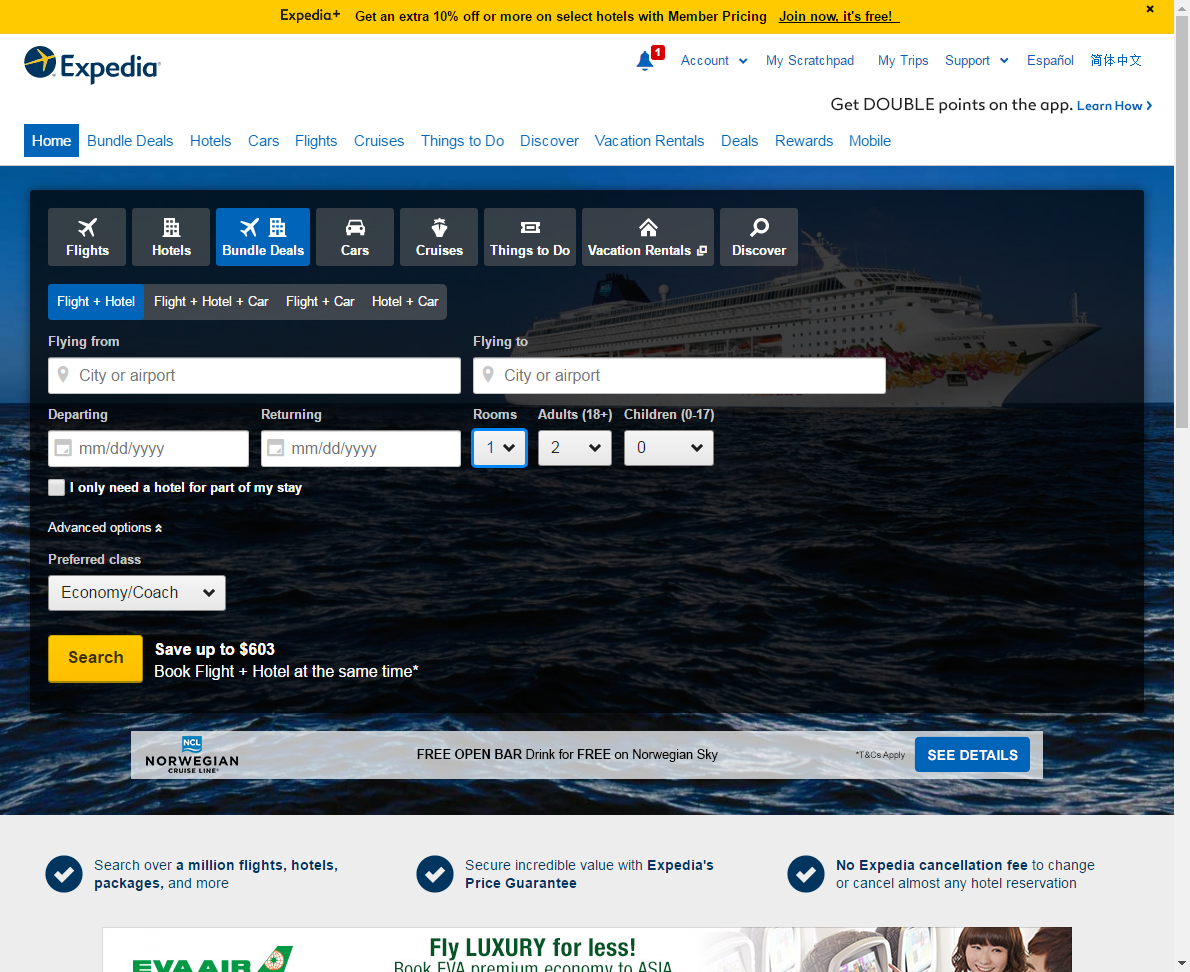 Expedia+ Get an extra 10% off or more on select hotels with Member Pricing Join now, it's free!
Expedia
1 Account My Scratchpad My Trips Support Español 简体中文
Get DOUBLE points on the app. Learn How
Home Bundle Deals Hotels Cars Flights Cruises Things to Do Discover Vacation Rentals Deals Rewards Mobile
Flights Hotels Bundle Deals Cars Cruises Things to Do Vacation Rentals Discover
Flight + Hotel Flight + Hotel + Car Flight + Car Hotel + Car
Flying from Flying to
City or airport City or airport
Departing Returning Rooms Adults (18+) Children (0-17)
mm/dd/yyyy mm/dd/yyyy 1 2 0
I only need a hotel for part of my stay
Advanced options
Preferred class
Economy/Coach
Search
Save up to $603
Book Flight + Hotel at the same time*
NCL
NORWEGIAN
CRUISE LINE®
FREE OPEN BAR Drink for FREE on Norwegian Sky *T&Cs Apply SEE DETAILS
Search over a million flights, hotels,
packages, and more
Secure incredible value with Expedia's
Price Guarantee
No Expedia cancellation fee to change
or cancel almost any hotel reservation
EVA AIR
Fly LUXURY for less!
Book EVA premium economy to ASIA